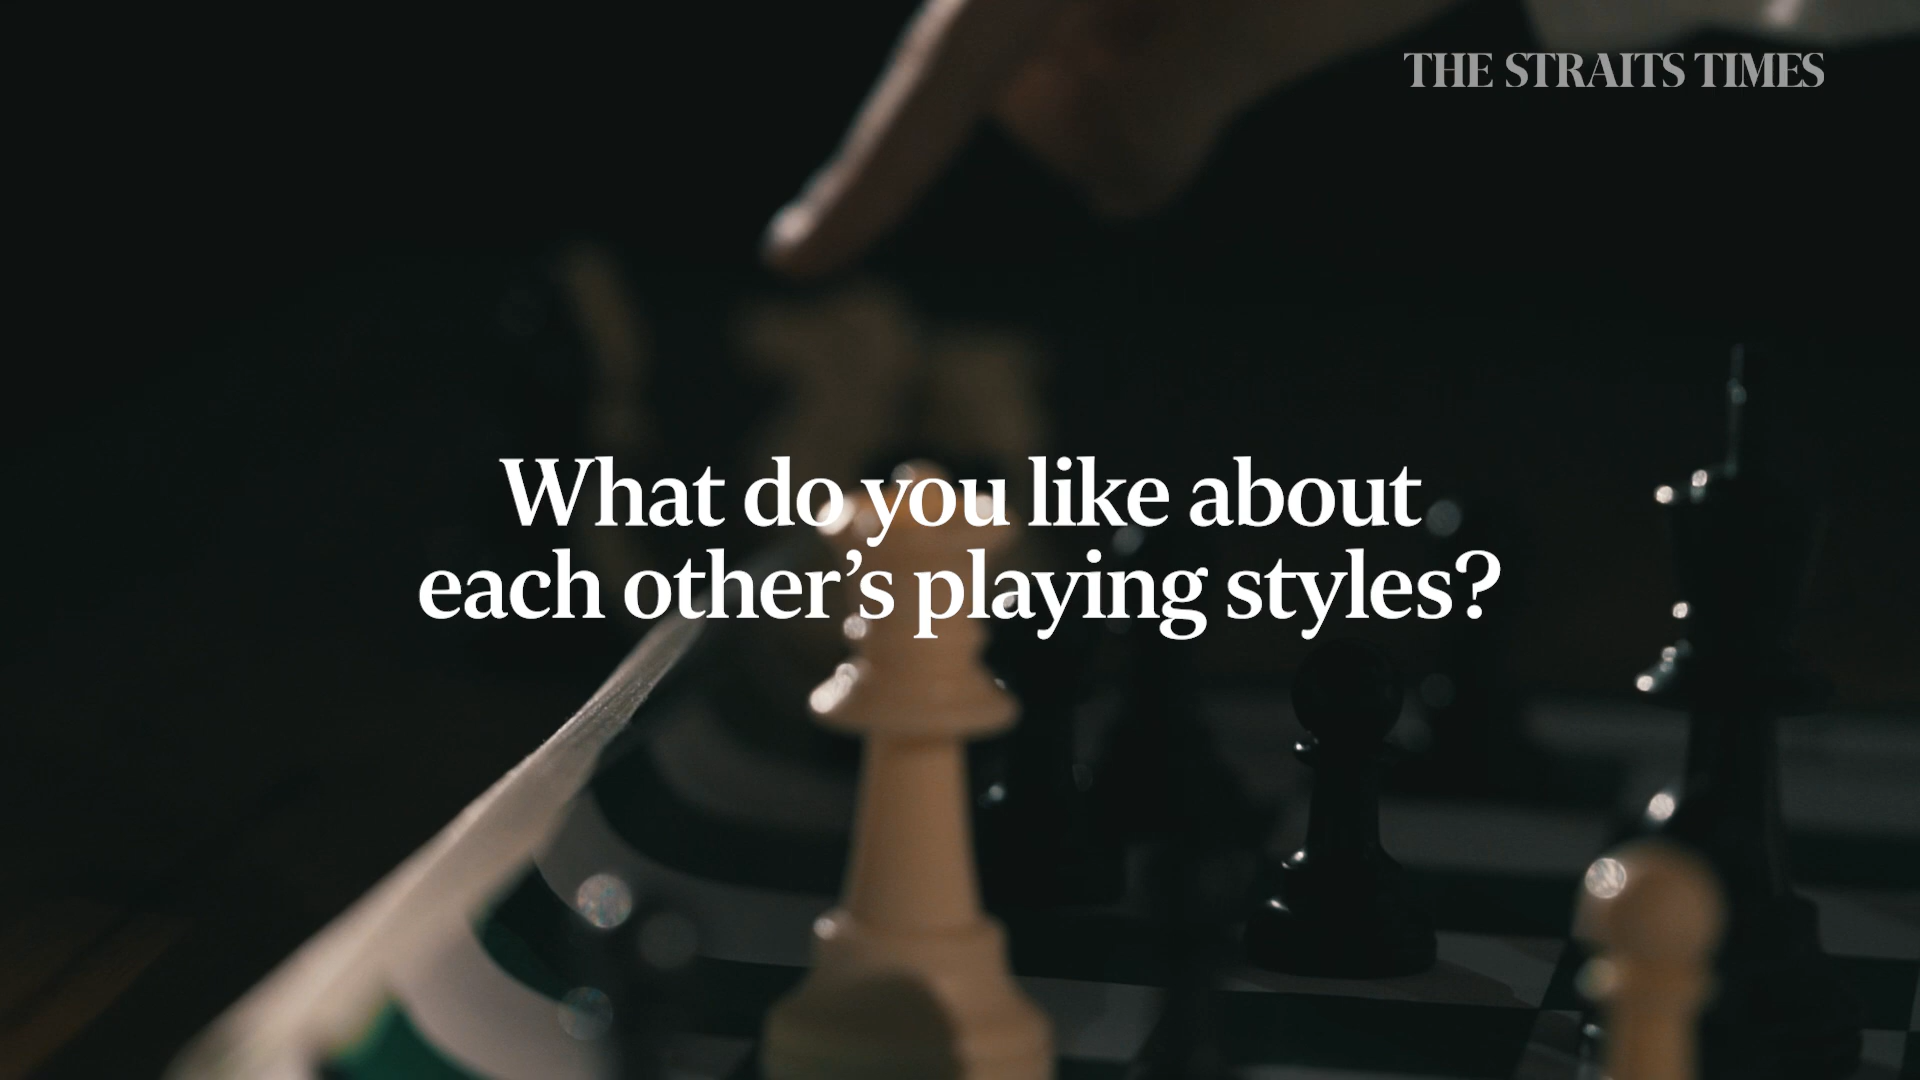 THE STRAITS TIMES
What do you like about
each other’s playing styles?